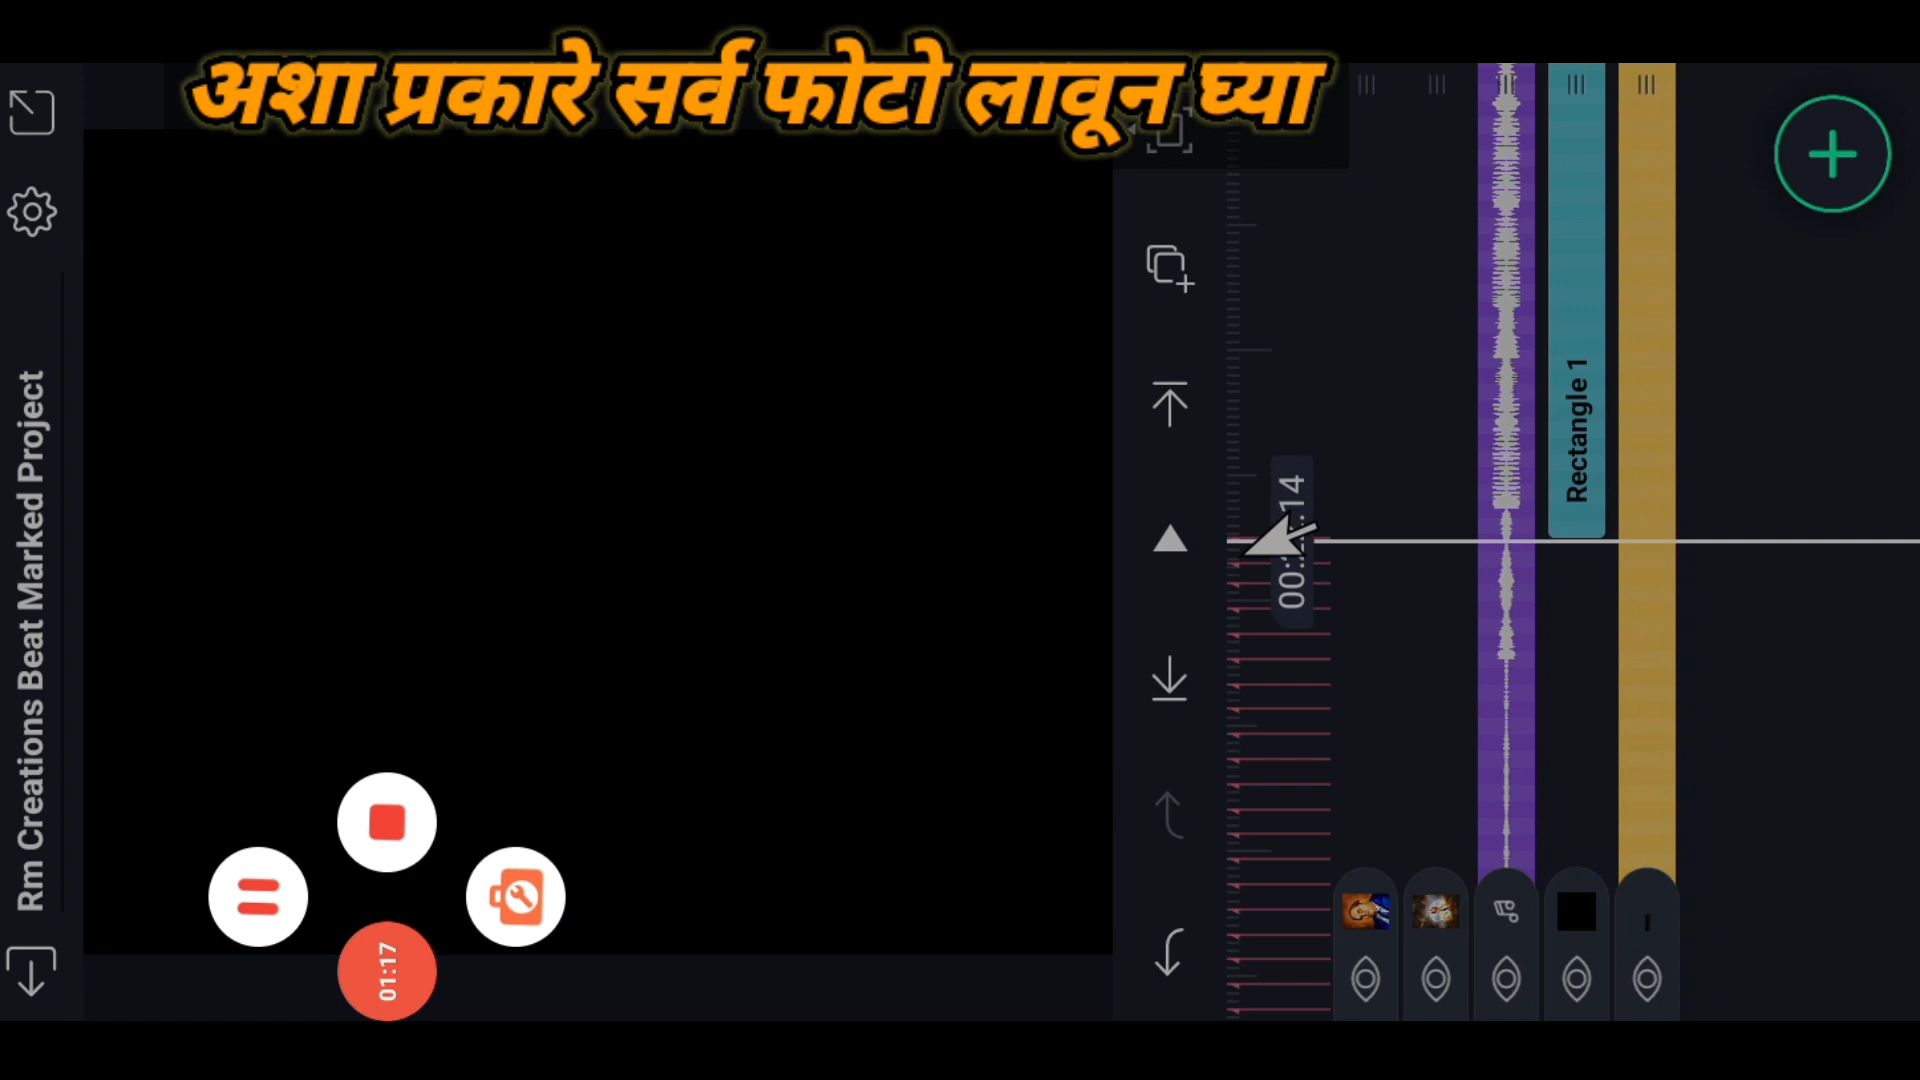 अशा प्रकारे सर्व फोटो लावून घ्या
Rm Creations Beat Marked Project
Rectangle 1
01:17